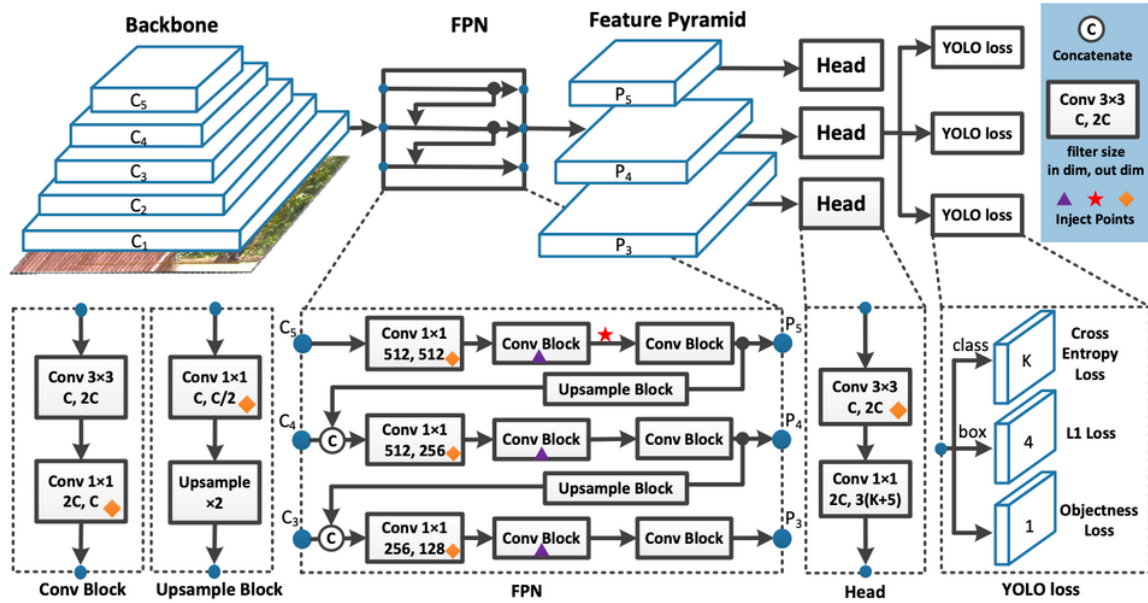 Backbone
FPN
Feature Pyramid
C5
C4
C3
C2
C1
P5
P4
P3
Head
Head
Head
YOLO loss
YOLO loss
YOLO loss
C
Concatenate
Conv 3×3
C, 2C
filter size
in dim, out dim
Inject Points
Conv 3×3
C, 2C
Conv 1×1
2C, C
Conv Block
Conv 1×1
C, C/2
Upsample
×2
Upsample Block
C5
Conv 1×1
512, 512
Conv Block
Conv Block
P5
Upsample Block
C4
C
Conv 1×1
512, 256
Conv Block
Conv Block
P4
Upsample Block
C3
C
Conv 1×1
256, 128
Conv Block
Conv Block
P3
FPN
Conv 3×3
C, 2C
Conv 1×1
2C, 3(K+5)
Head
class
K
Cross
Entropy
Loss
box
4
L1 Loss
1
Objectness
Loss
YOLO loss